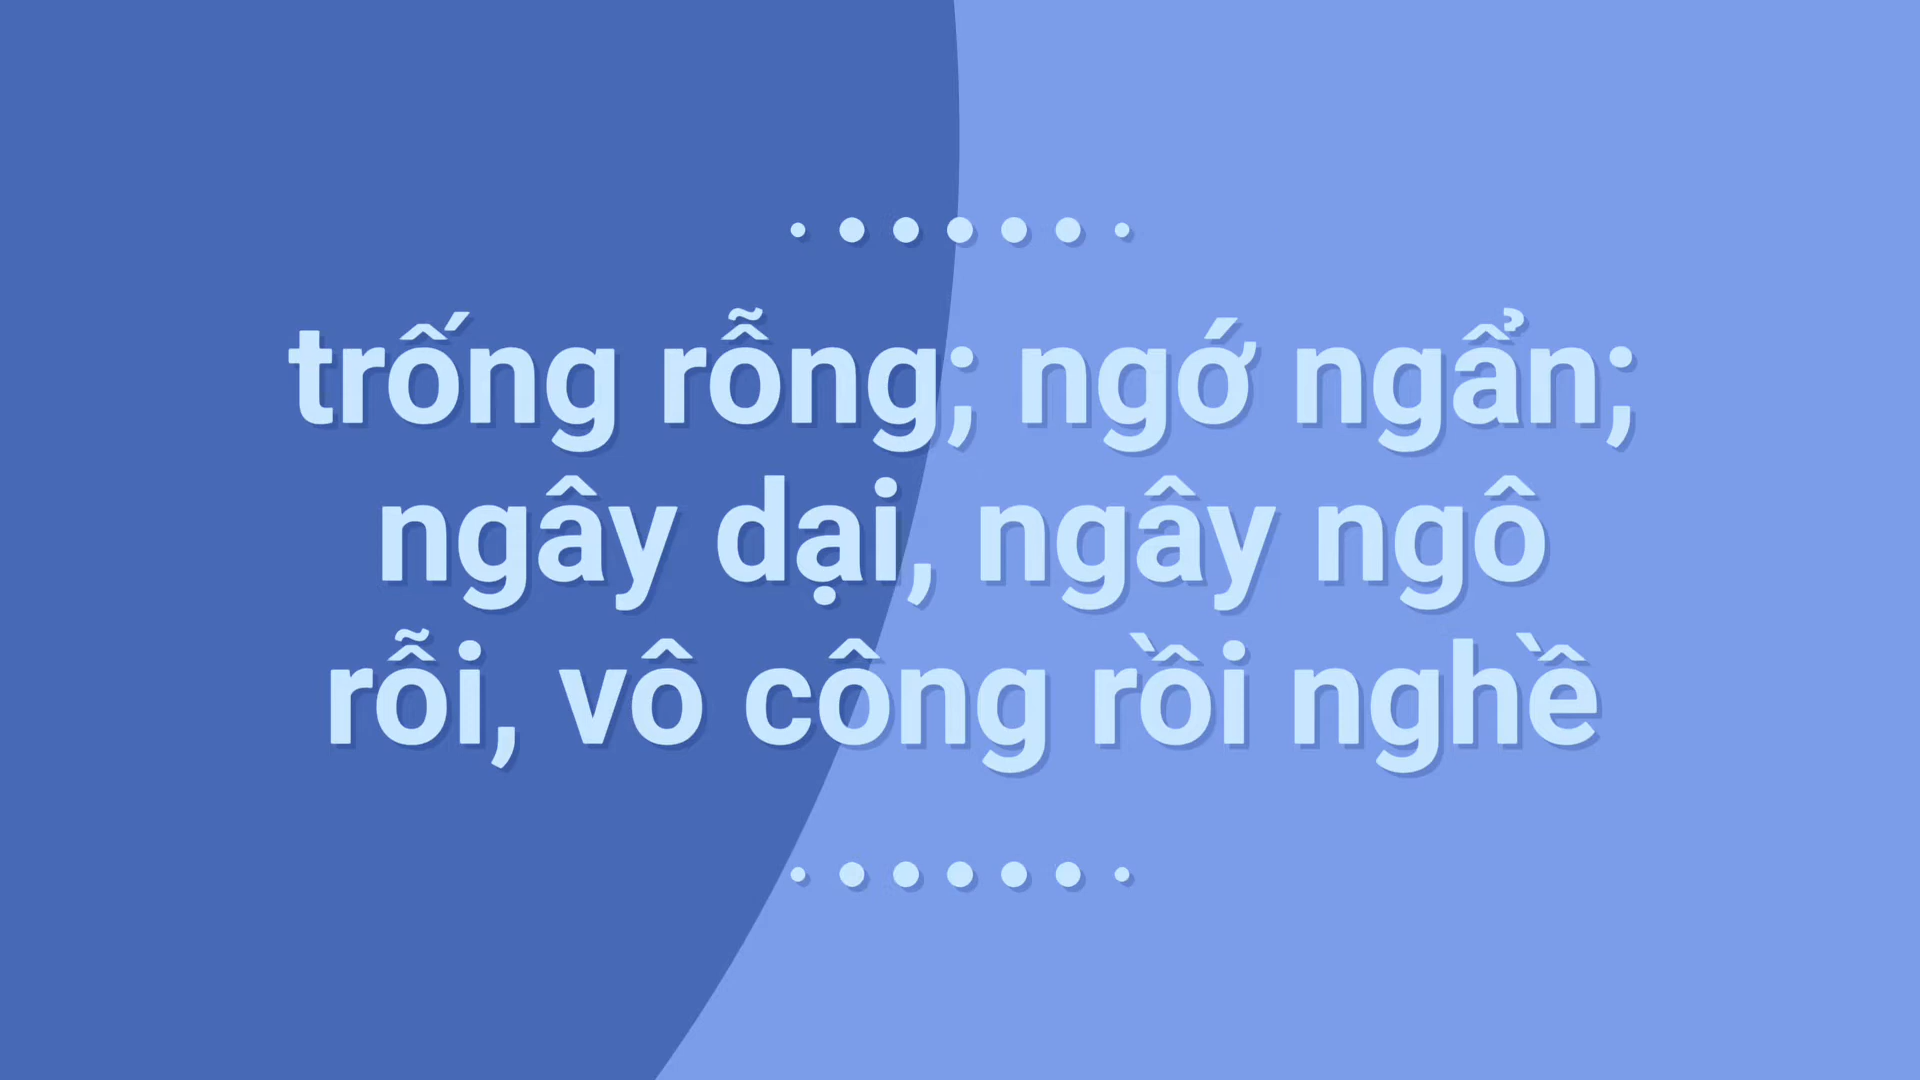 trống rỗng; ngớ ngẩn;
ngây dại, ngây ngô
rỗi, vô công rồi nghề